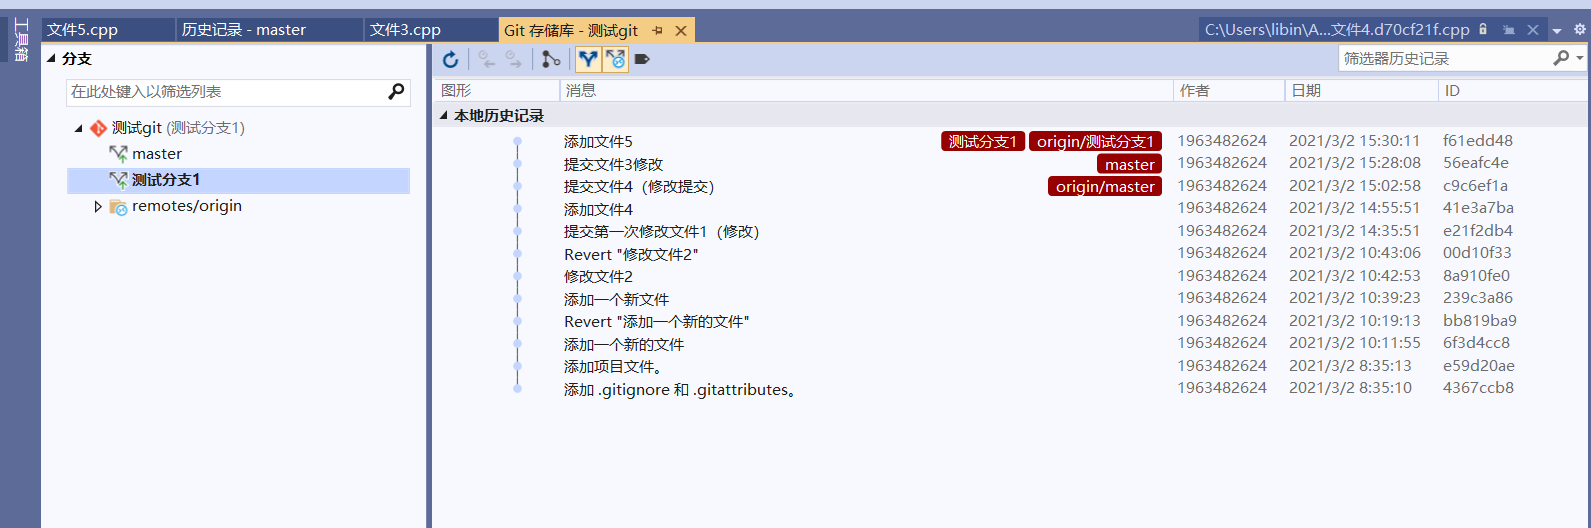 工具箱
文件5.cpp 历史记录 - master 文件3.cpp Git 存储库 - 测试git C:\Users\libin\A...文件4.d70cf21f.cpp
分支
在此处键入以筛选列表
测试git (测试分支1)
master
测试分支1
remotes/origin
筛选器历史记录
图形 消息 作者 日期 ID
本地历史记录
添加文件5 测试分支1 origin/测试分支1 1963482624 2021/3/2 15:30:11 f61edd48
提交文件3修改 master 1963482624 2021/3/2 15:28:08 56eafc4e
提交文件4（修改提交） origin/master 1963482624 2021/3/2 15:02:58 c9c6ef1a
添加文件4 1963482624 2021/3/2 14:55:51 41e3a7ba
提交第一次修改文件1（修改） 1963482624 2021/3/2 14:35:51 e21f2db4
Revert "修改文件2" 1963482624 2021/3/2 10:43:06 00d10f33
修改文件2 1963482624 2021/3/2 10:42:53 8a910fe0
添加一个新文件 1963482624 2021/3/2 10:39:23 239c3a86
Revert "添加一个新的文件" 1963482624 2021/3/2 10:19:13 bb819ba9
添加一个新的文件 1963482624 2021/3/2 10:11:55 6f3d4cc8
添加项目文件。 1963482624 2021/3/2 8:35:13 e59d20ae
添加 .gitignore 和 .gitattributes。 1963482624 2021/3/2 8:35:10 4367ccb8